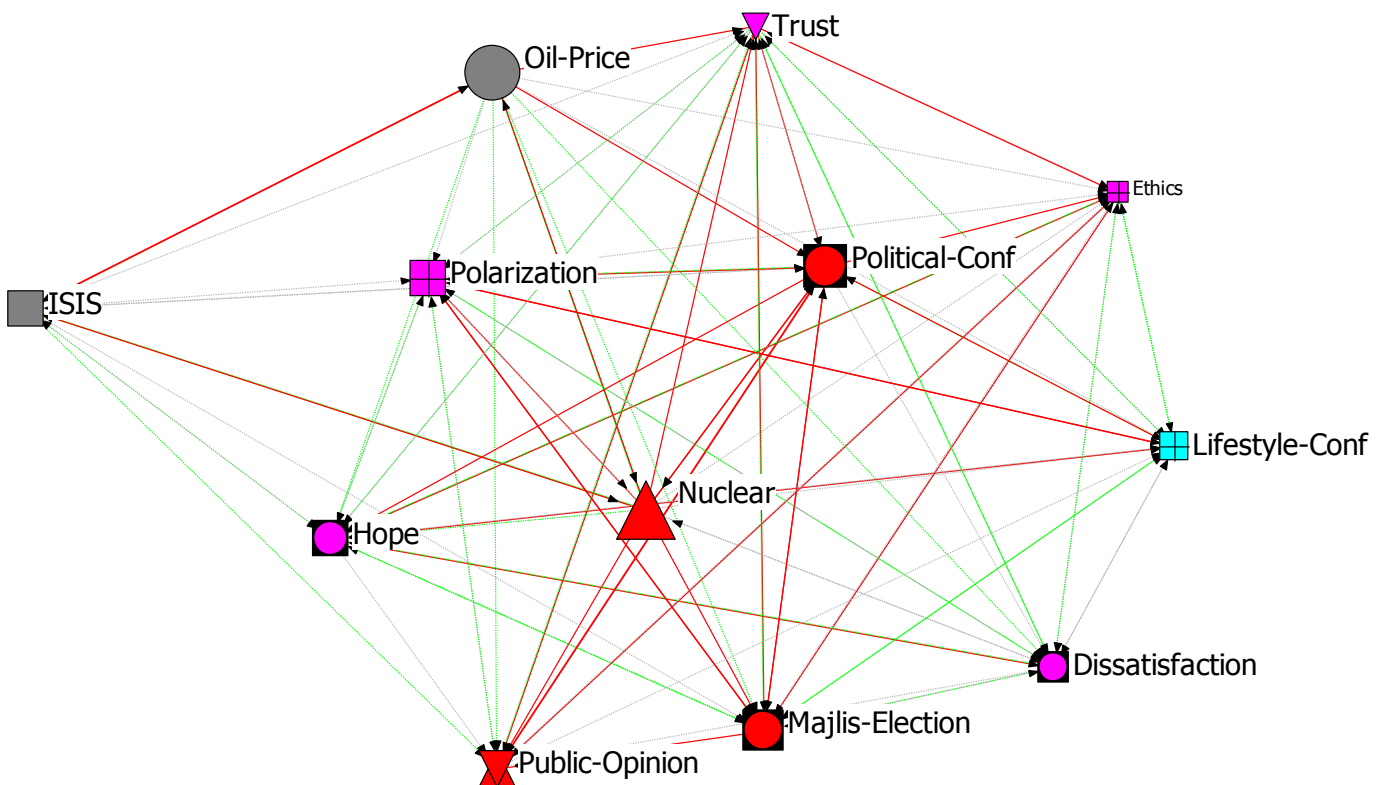 Trust
Oil-Price
Ethics
Political-Conf
Polarization
ISIS
Lifestyle-Conf
Nuclear
Hope
Dissatisfaction
Majlis-Election
Public-Opinion